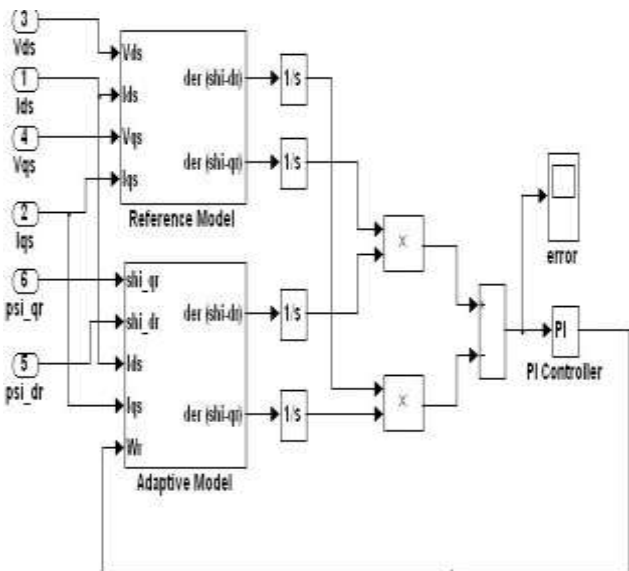 3
Vds
1
Ids
4
Vqs
2
Iqs
6
psi_qr
5
psi_dr
Vds
Ids
Vqs
Iqs
der (shi-dr)
der (shi-qr)
Reference Model
1/s
1/s
shi_qr
shi_dr
Ids
Iqs
Wr
der (shi-dr)
der (shi-qr)
Adaptive Model
1/s
1/s
×
×
error
PI
PI Controller